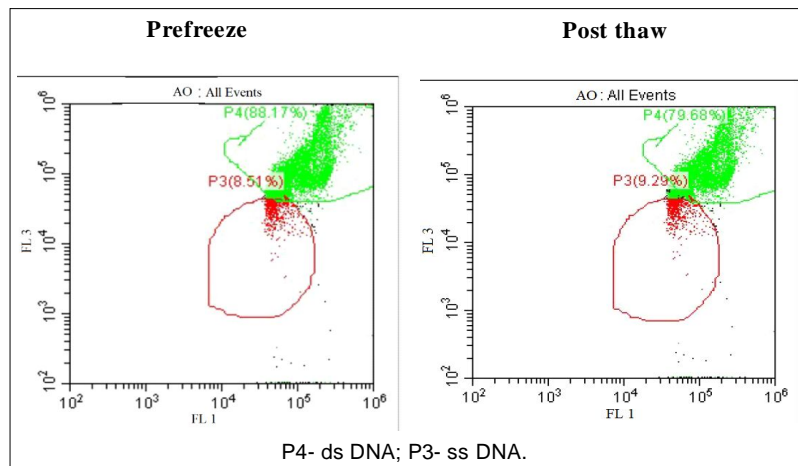 Prefreeze
Post thaw
AO : All Events
P4(88.17%)
P3(8.51%)
FL 3
10^6
10^5
10^4
10^3
10^2
10^2 10^3 10^4 10^5 10^6
FL 1
AO : All Events
P4(79.68%)
P3(9.29%)
FL 3
10^6
10^5
10^4
10^3
10^2
10^2 10^3 10^4 10^5 10^6
FL 1
P4- ds DNA; P3- ss DNA.